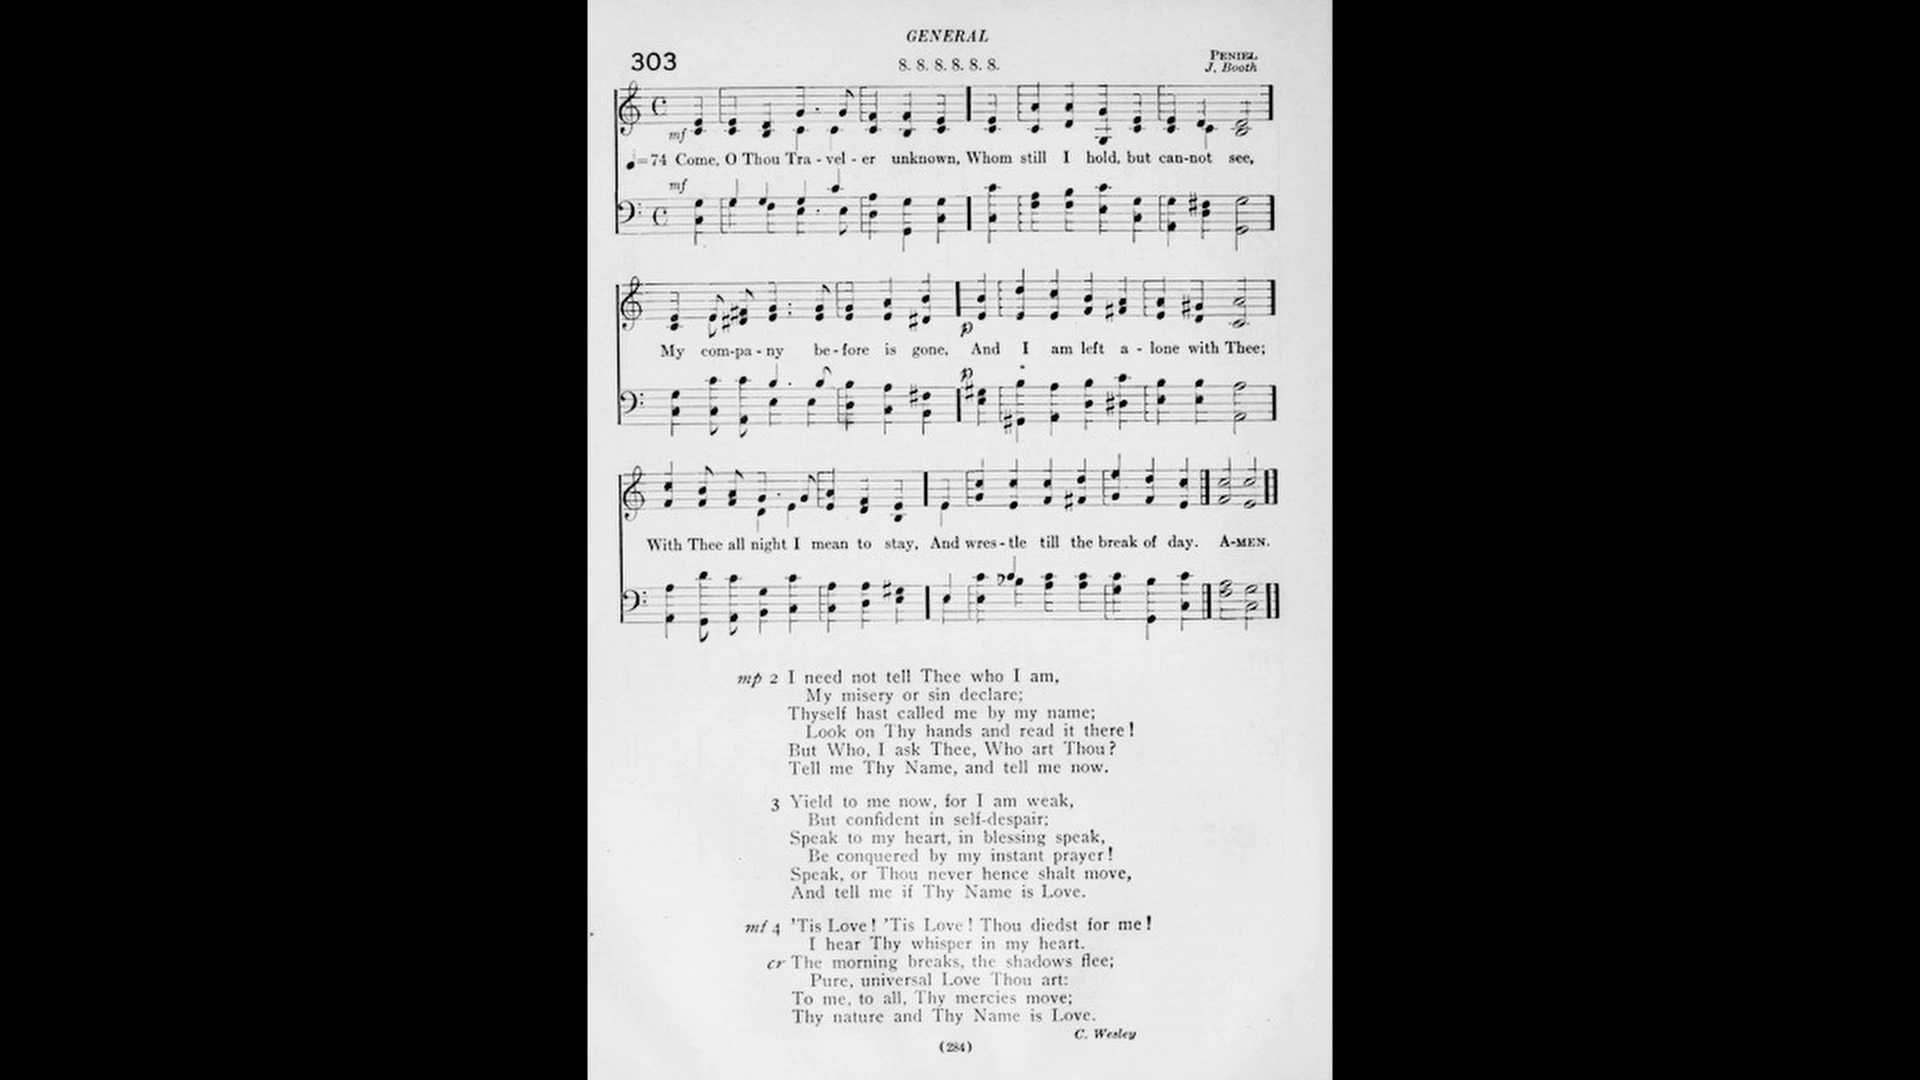 GENERAL
303
8. 8. 8. 8. 8. 8.
PENIEL
J. Booth
mf
=74 Come, O Thou Tra - vel - er unknown, Whom still I hold, but can-not see,
mf
My com-pa - ny be - fore is gone, And I am left a - lone with Thee;
p
p
With Thee all night I mean to stay, And wres - tle till the break of day. A-MEN.
mp 2 I need not tell Thee who I am,
My misery or sin declare;
Thyself hast called me by my name;
Look on Thy hands and read it there!
But Who, I ask Thee, Who art Thou?
Tell me Thy Name, and tell me now.
3 Yield to me now, for I am weak,
But confident in self-despair;
Speak to my heart, in blessing speak,
Be conquered by my instant prayer!
Speak, or Thou never hence shalt move,
And tell me if Thy Name is Love.
mf 4 'Tis Love! 'Tis Love! Thou diedst for me!
I hear Thy whisper in my heart.
cr The morning breaks, the shadows flee;
Pure, universal Love Thou art:
To me, to all, Thy mercies move;
Thy nature and Thy Name is Love.
C. Wesley
(284)